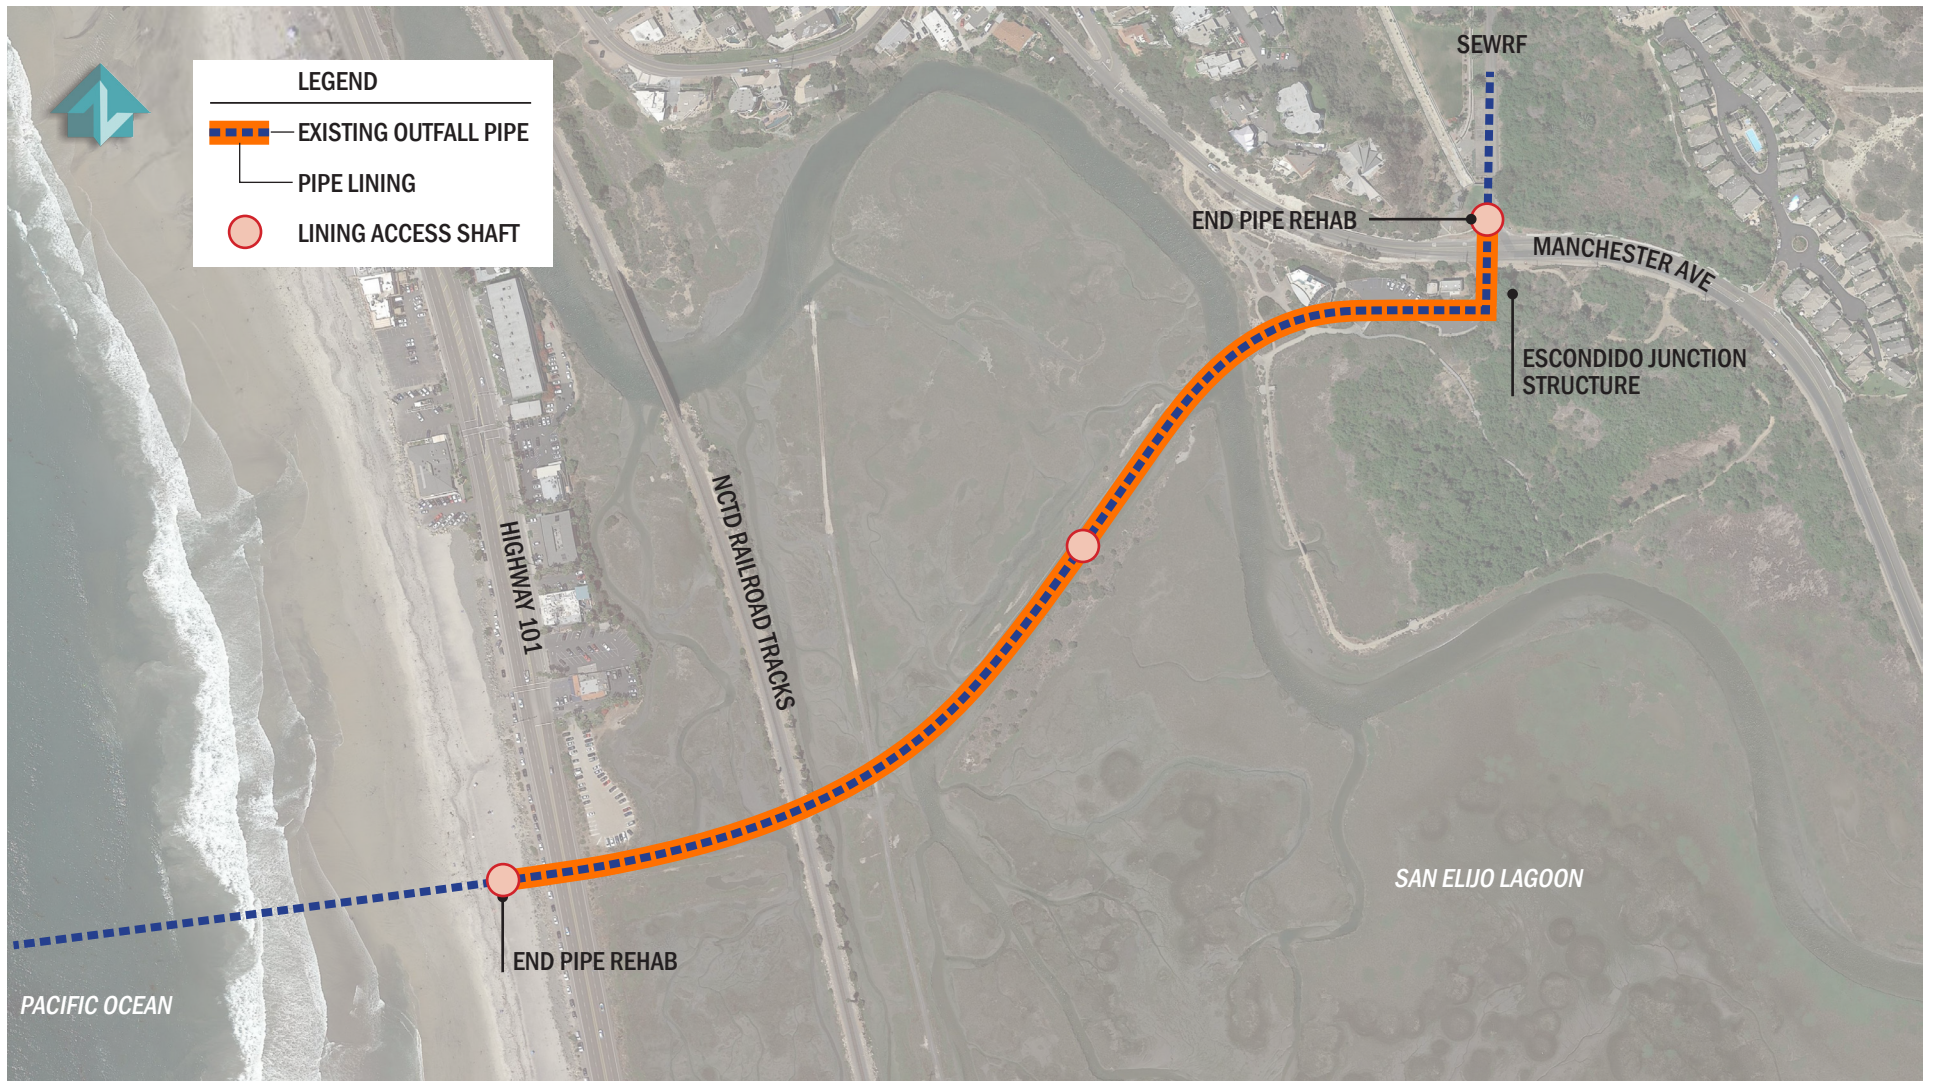 SEWRF
LEGEND
EXISTING OUTFALL PIPE
PIPE LINING
LINING ACCESS SHAFT
END PIPE REHAB
MANCHESTER AVE
ESCONDIDO JUNCTION
STRUCTURE
NCTD RAILROAD TRACKS
HIGHWAY 101
SAN ELIJO LAGOON
END PIPE REHAB
PACIFIC OCEAN